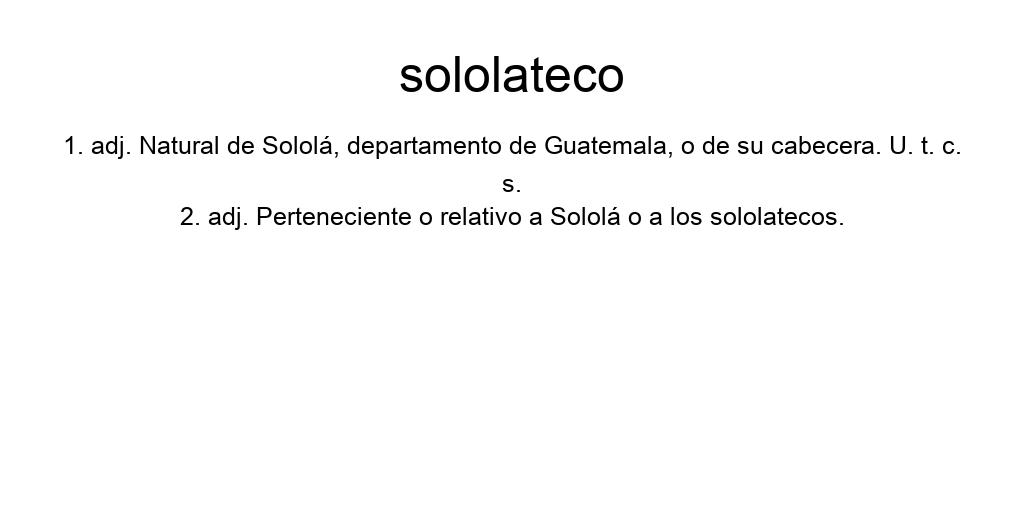 sololateco
1. adj. Natural de Sololá, departamento de Guatemala, o de su cabecera. U. t. c.
s.
2. adj. Perteneciente o relativo a Sololá o a los sololatecos.